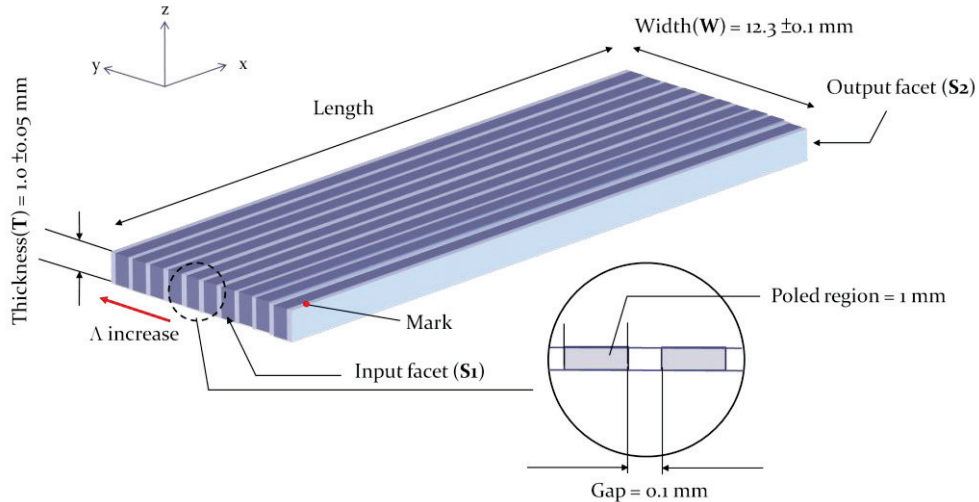 z
y
x
Width(W) = 12.3 ±0.1 mm
Length
Output facet (S2)
Thickness(T) = 1.0 ±0.05 mm
Λ increase
Mark
Input facet (S1)
Poled region = 1 mm
Gap = 0.1 mm